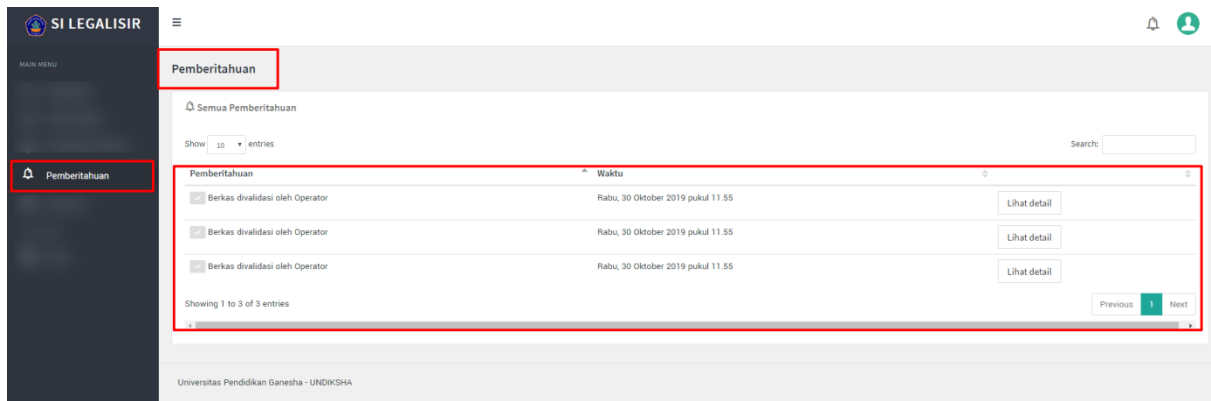 SI LEGALISIR
MAIN MENU
Pemberitahuan
Pemberitahuan
Semua Pemberitahuan
Show 10 entries
Search:
Pemberitahuan Waktu
Berkas divalidasi oleh Operator Rabu, 30 Oktober 2019 pukul 11.55 Lihat detail
Berkas divalidasi oleh Operator Rabu, 30 Oktober 2019 pukul 11.55 Lihat detail
Berkas divalidasi oleh Operator Rabu, 30 Oktober 2019 pukul 11.55 Lihat detail
Showing 1 to 3 of 3 entries
Previous 1 Next
Universitas Pendidikan Ganesha - UNDIKSHA